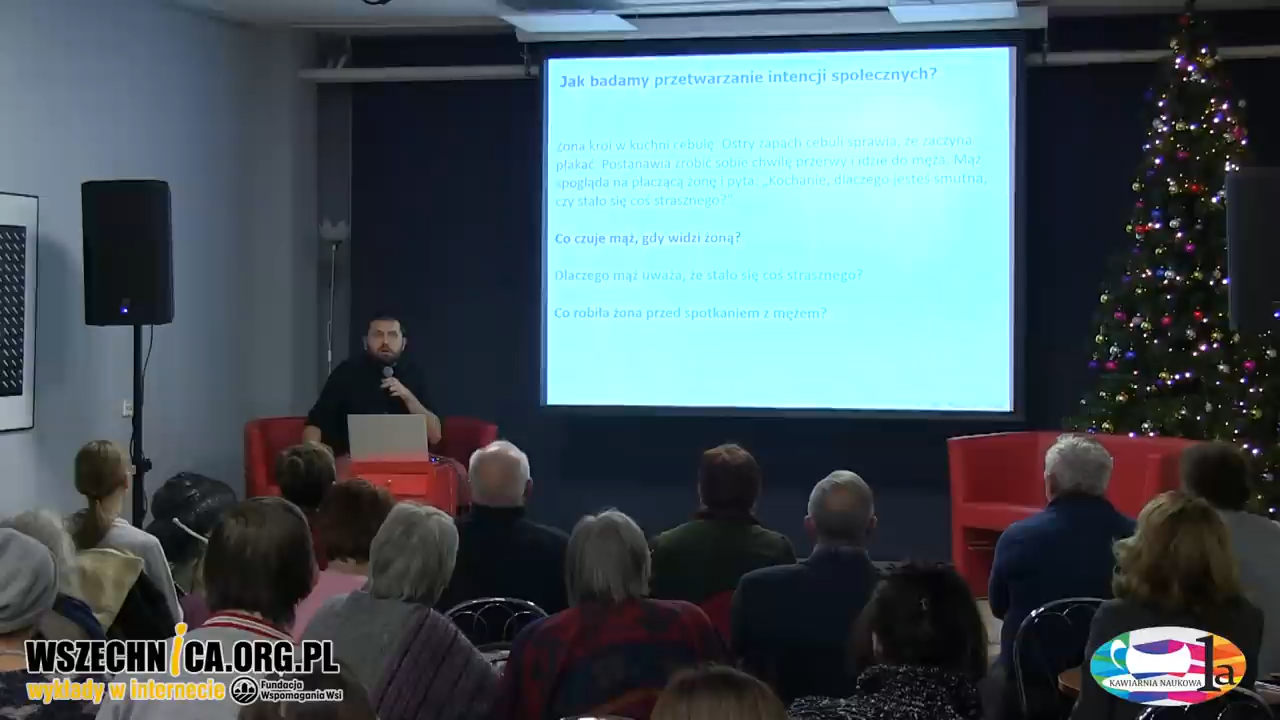 Jak badamy przetwarzanie intencji społecznych?
Żona kroi w kuchni cebulę. Ostry zapach cebuli sprawia, że zaczyna
płakać. Postanawia zrobić sobie chwilę przerwy i idzie do męża. Mąż
spogląda na płaczącą żonę i pyta: „Kochanie, dlaczego jesteś smutna,
czy stało się coś strasznego?"
Co czuje mąż, gdy widzi żoną?
Dlaczego mąż uważa, że stało się coś strasznego?
Co robiła żona przed spotkaniem z mężem?
WSZECHNiCA.ORG.PL
wykłady w internecie
Fundacja
Wspomagania Wsi
KAWIARNIA NAUKOWA
1a